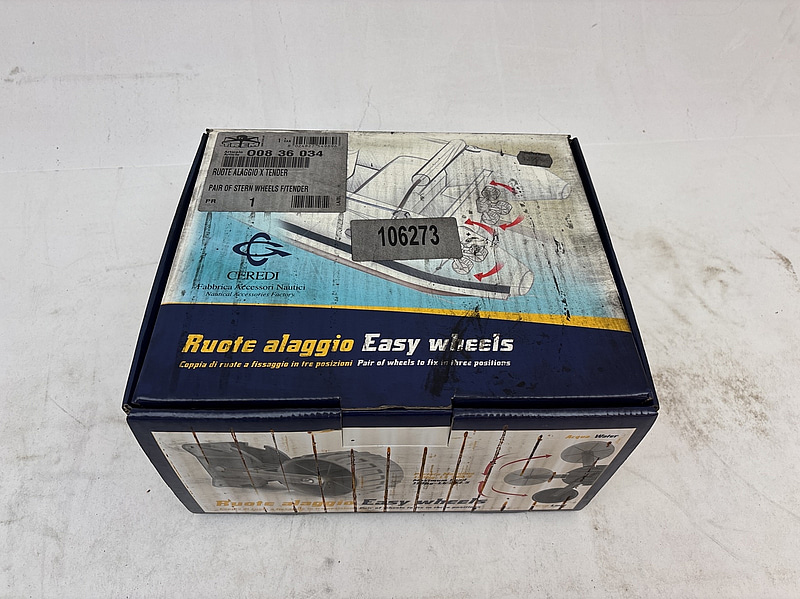 TREM
008 36 034
RUOTE ALAGGIO X TENDER
PAIR OF STERN WHEELS F/TENDER
PR 1
106273
CEREDI
Fabbrica Accessori Nautici
Nautical Accessories Factory
Ruote alaggio Easy wheels
Coppia di ruote a fissaggio in tre posizioni Pair of wheels to fix in three positions
Acqua Water
Ruote alaggio Easy wheels